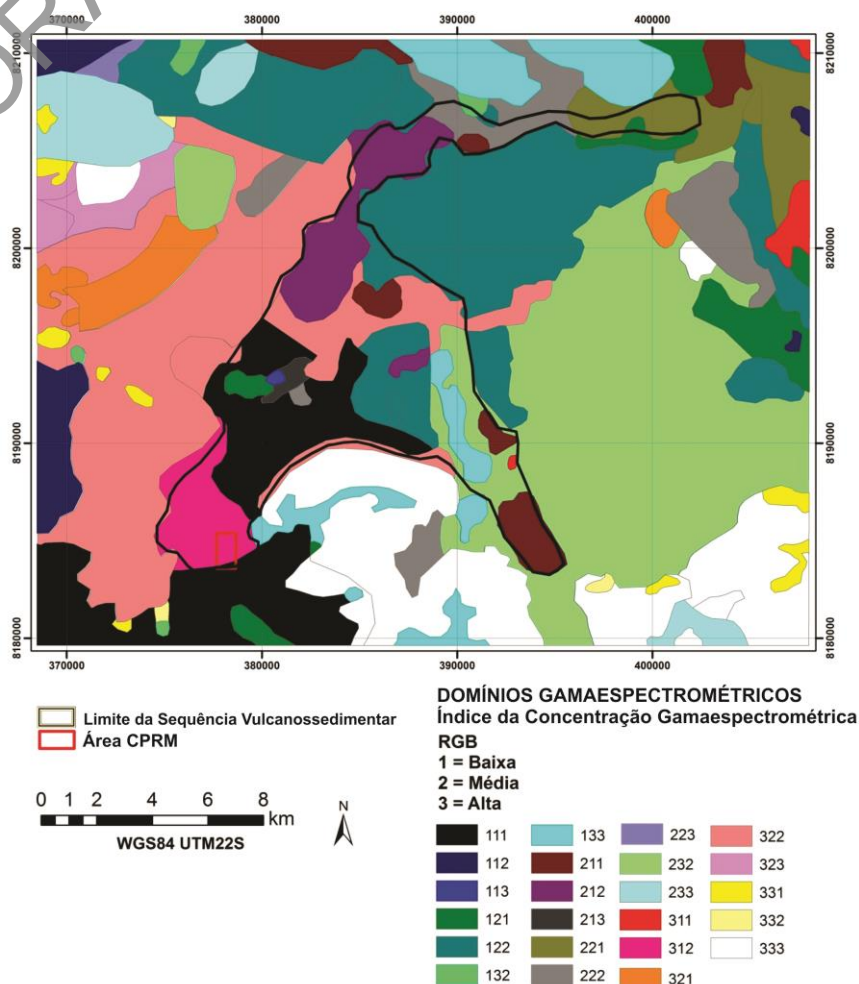 ORA
370000 380000 390000 400000
8210000 8210000
8200000 8200000
8190000 8190000
8180000 8180000
370000 380000 390000 400000
Limite da Sequência Vulcanossedimentar
Área CPRM
0 1 2 4 6 8
km
WGS84 UTM22S
N
DOMÍNIOS GAMAESPECTROMÉTRICOS
Índice da Concentração Gamaespectrométrica
RGB
1 = Baixa
2 = Média
3 = Alta
111 133 223 322
112 211 232 323
113 212 233 331
121 213 311 332
122 221 312 333
132 222 321